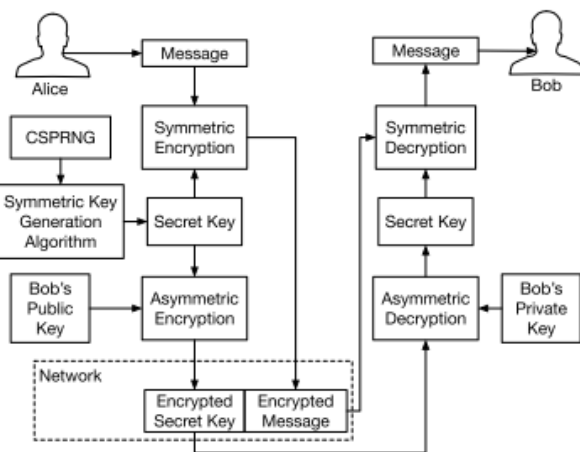 Alice
Message
CSPRNG
Symmetric
Encryption
Symmetric Key
Generation
Algorithm
Secret Key
Bob's
Public
Key
Asymmetric
Encryption
Network
Encrypted
Secret Key
Encrypted
Message
Message
Bob
Symmetric
Decryption
Secret Key
Asymmetric
Decryption
Bob's
Private
Key